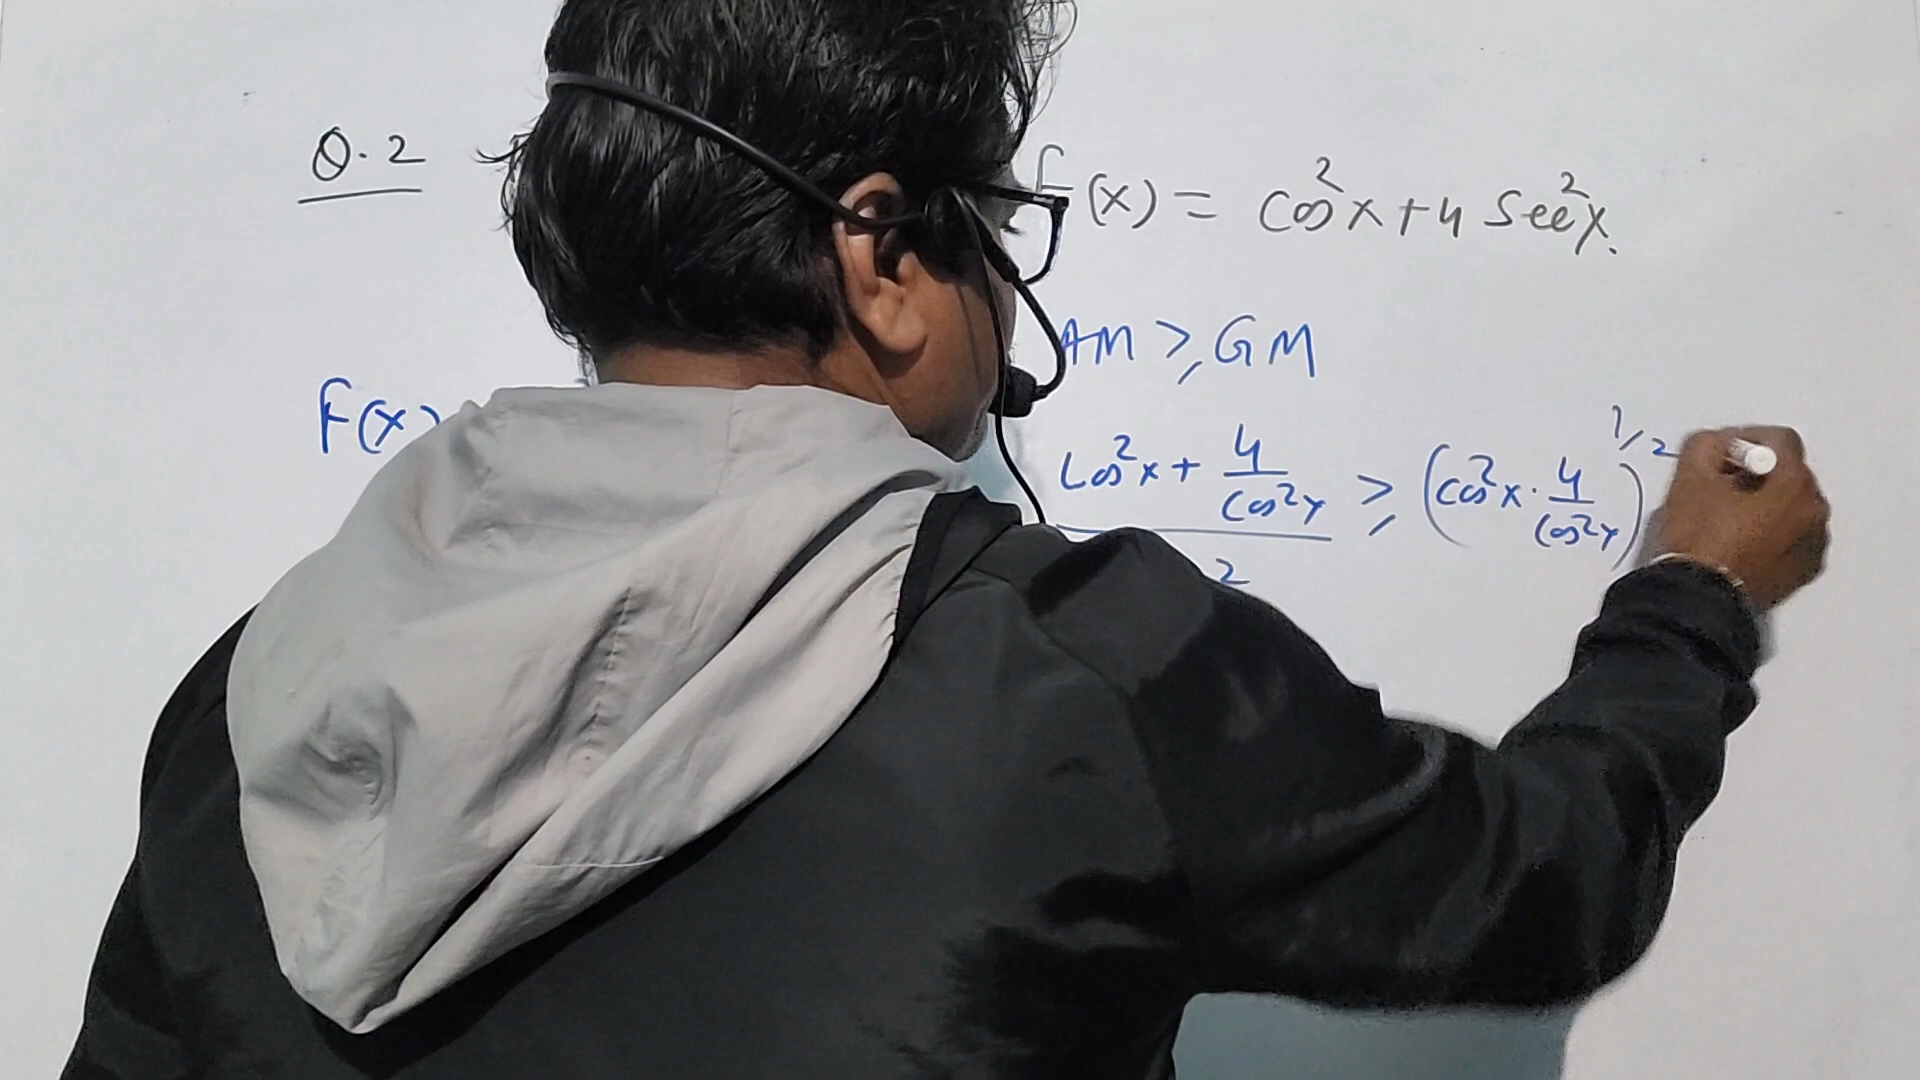 Q.2 f(x) = cos²x + 4 sec²x.
AM ≥ GM
f(x)
cos²x + 4/cos²x ≥ (cos²x · 4/cos²x)^1/2
2